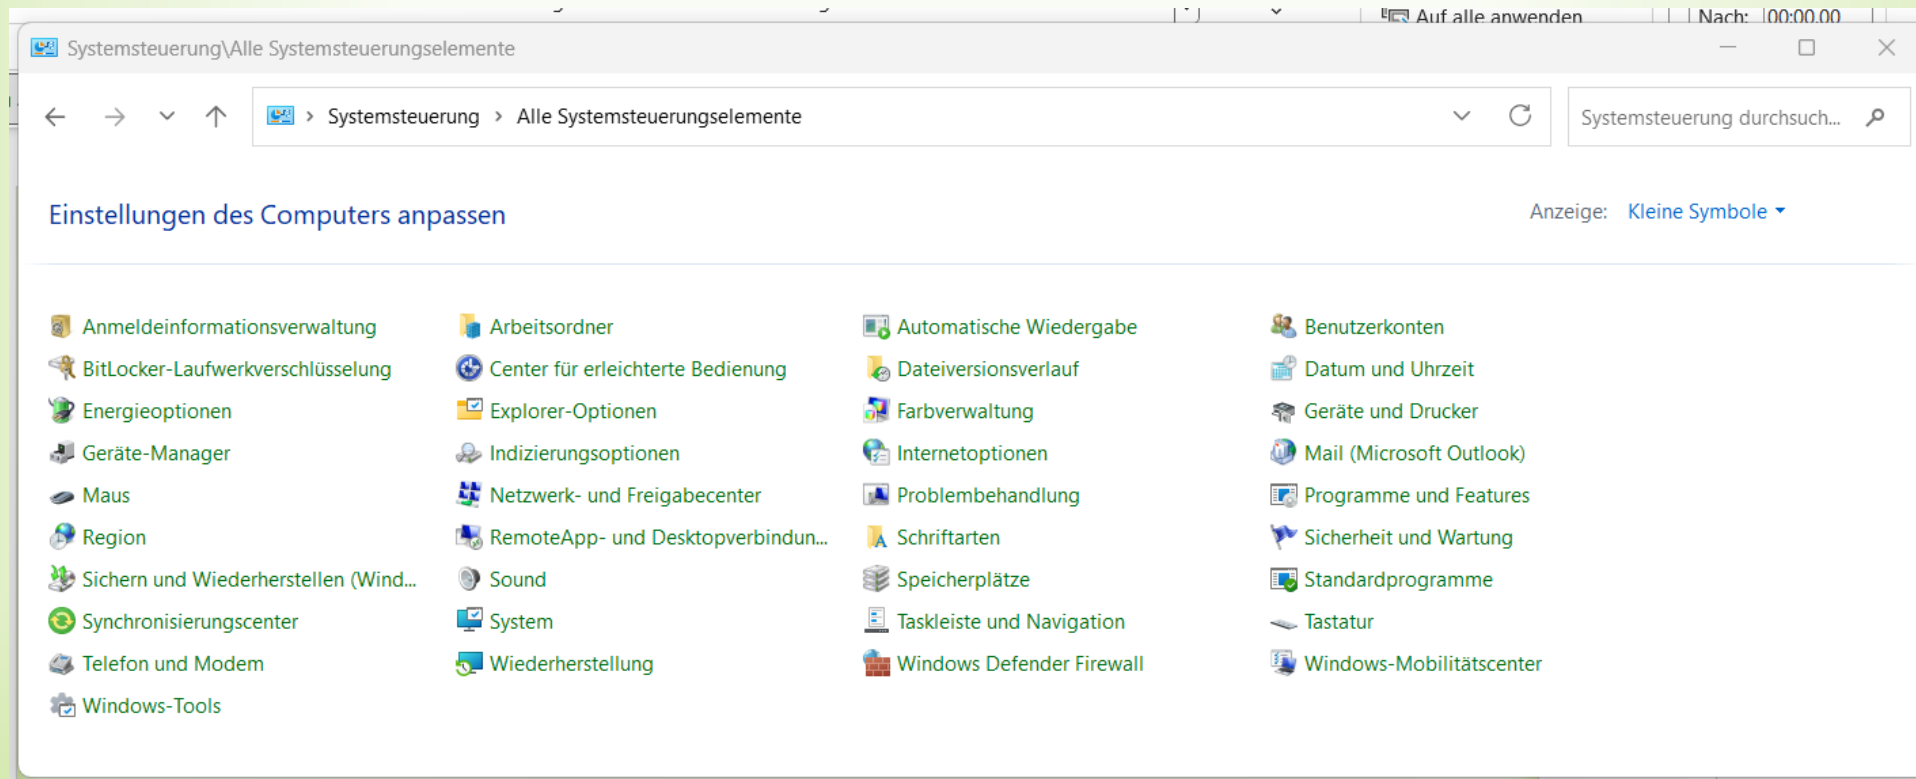 Auf alle anwenden Nach: 00:00.00
Systemsteuerung\Alle Systemsteuerungselemente
Systemsteuerung > Alle Systemsteuerungselemente Systemsteuerung durchsuch...
Einstellungen des Computers anpassen Anzeige: Kleine Symbole
Anmeldeinformationsverwaltung Arbeitsordner Automatische Wiedergabe Benutzerkonten
BitLocker-Laufwerkverschlüsselung Center für erleichterte Bedienung Dateiversionsverlauf Datum und Uhrzeit
Energieoptionen Explorer-Optionen Farbverwaltung Geräte und Drucker
Geräte-Manager Indizierungsoptionen Internetoptionen Mail (Microsoft Outlook)
Maus Netzwerk- und Freigabecenter Problembehandlung Programme und Features
Region RemoteApp- und Desktopverbindun... Schriftarten Sicherheit und Wartung
Sichern und Wiederherstellen (Wind... Sound Speicherplätze Standardprogramme
Synchronisierungscenter System Taskleiste und Navigation Tastatur
Telefon und Modem Wiederherstellung Windows Defender Firewall Windows-Mobilitätscenter
Windows-Tools